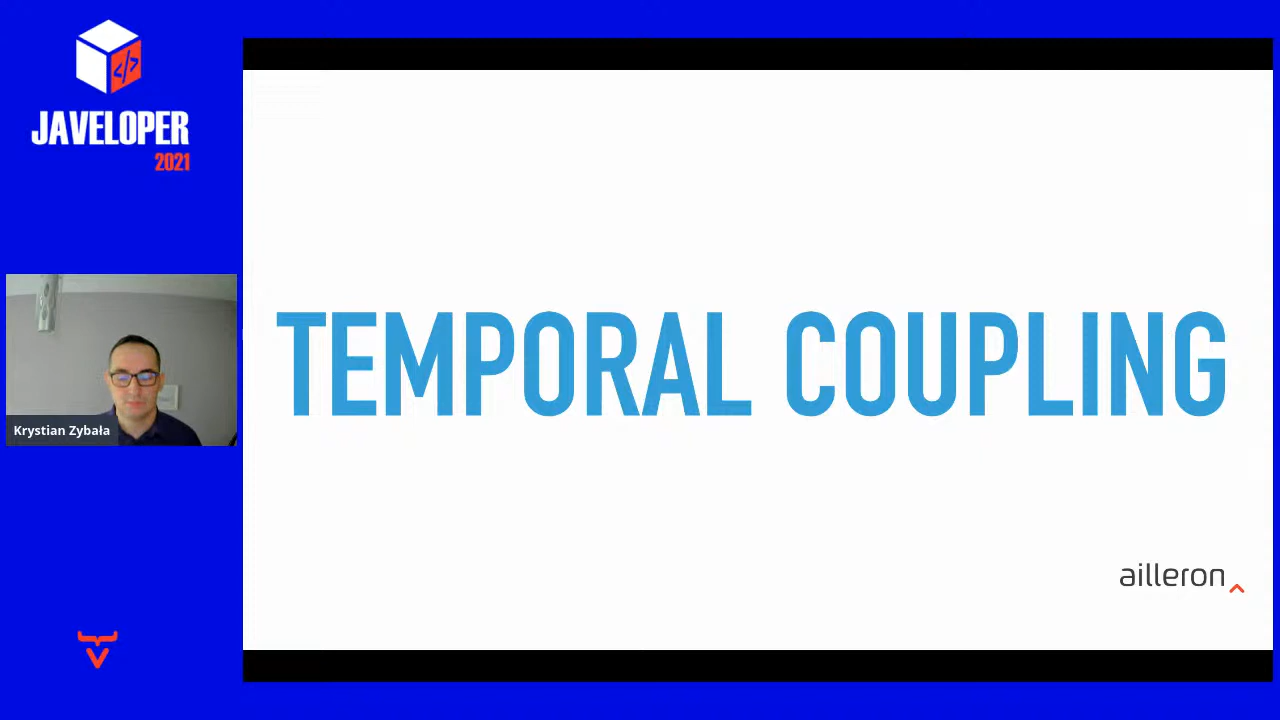 </>
JAVELOPER
2021
Krystian Zybała
TEMPORAL COUPLING
ailleron